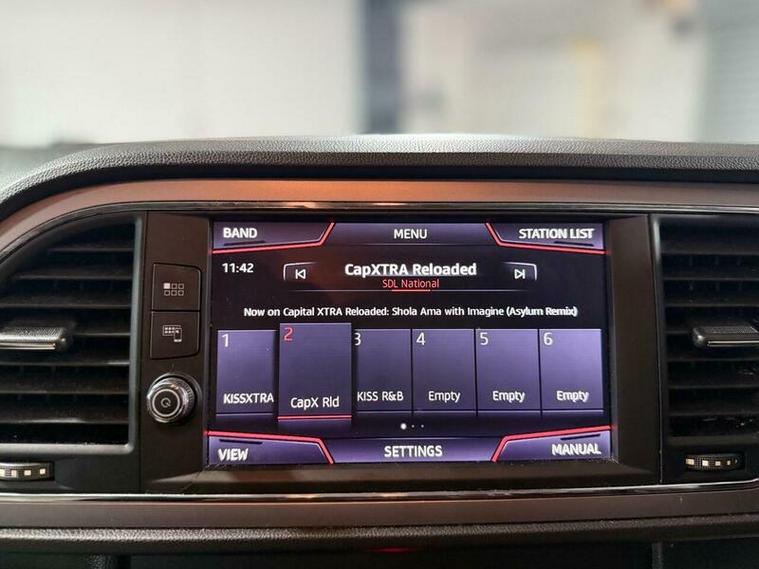 BAND
MENU
STATION LIST
11:42
CapXTRA Reloaded
SDL National
Now on Capital XTRA Reloaded: Shola Ama with Imagine (Asylum Remix)
1
2
3
4
5
6
KISSXTRA
CapX Rld
KISS R&B
Empty
Empty
Empty
VIEW
SETTINGS
MANUAL